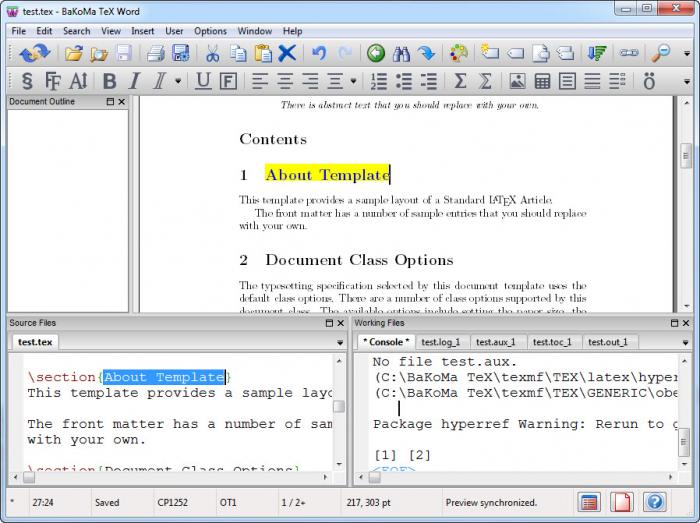 test.tex - BaKoMa TeX Word
File Edit Search View Insert User Options Window Help
Document Outline
There is abstract text that you should replace with your own.
Contents
1 About Template
This template provides a sample layout of a Standard LATEX Article.
The front matter has a number of sample entries that you should replace
with your own.
2 Document Class Options
The typesetting specification selected by this document template uses the
default class options. There are a number of class options supported by this
document class. The available options include setting the paper size, the
Source Files
test.tex
\section{About Template}
This template provides a sample layo
The front matter has a number of sam
with your own.
\section{Document Class Options}
Working Files
* Console * test.log_1 test.aux_1 test.toc_1 test.out_1
No file test.aux.
(C:\BaKoMa TeX\texmf\TEX\latex\hyper
(C:\BaKoMa TeX\texmf\TEX\GENERIC\obe
Package hyperref Warning: Rerun to g
[1] [2]
<EOF>
* 27:24 Saved CP1252 OT1 1 / 2+ 217, 303 pt Preview synchronized.